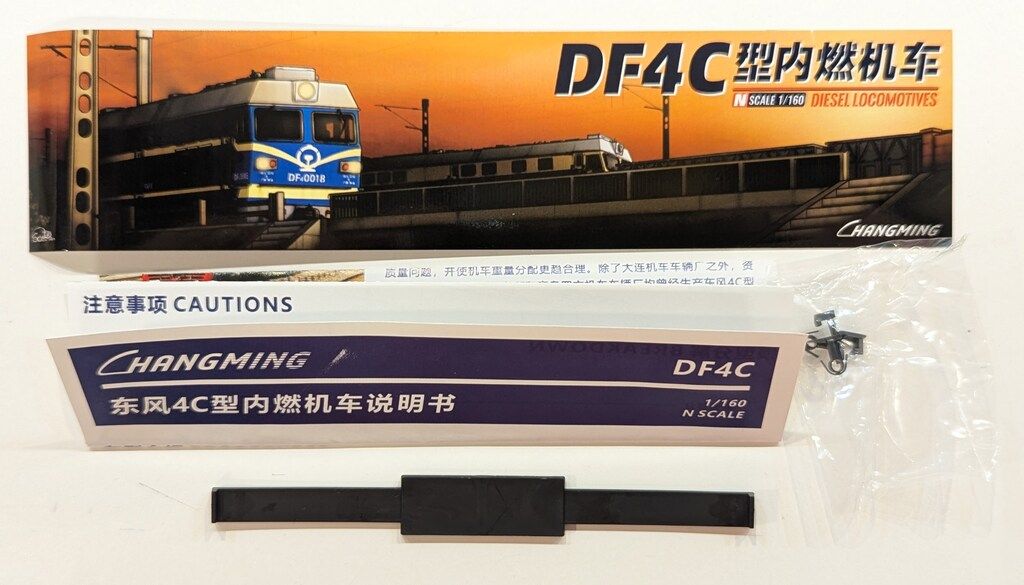 DF4C型内燃机车
N SCALE 1/160 DIESEL LOCOMOTIVES
DF4C0018
CHANGMING
质量问题，并使机车重量分配更趋合理。除了大连机车车辆厂之外，资
注意事项 CAUTIONS
CHANGMING
DF4C
东风4C型内燃机车说明书
1/160
N SCALE